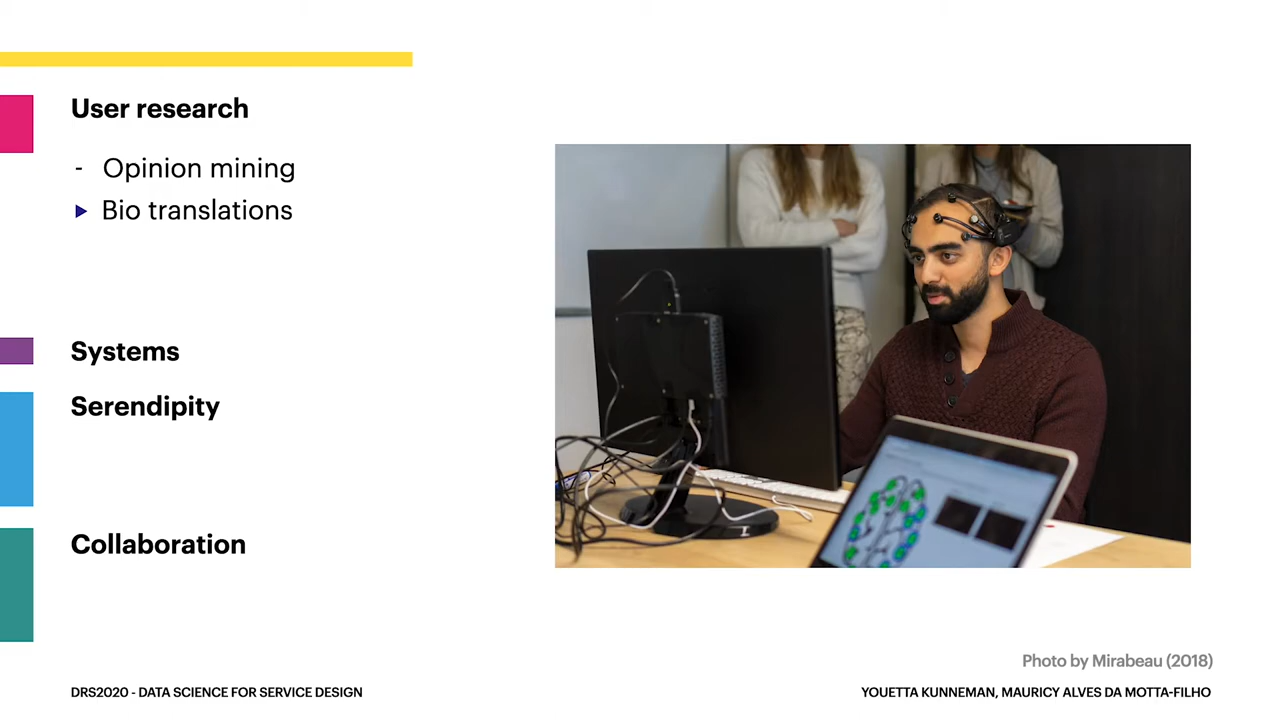 User research
- Opinion mining
▶ Bio translations
Systems
Serendipity
Collaboration
Photo by Mirabeau (2018)
DRS2020 - DATA SCIENCE FOR SERVICE DESIGN
YOUETTA KUNNEMAN, MAURICY ALVES DA MOTTA-FILHO